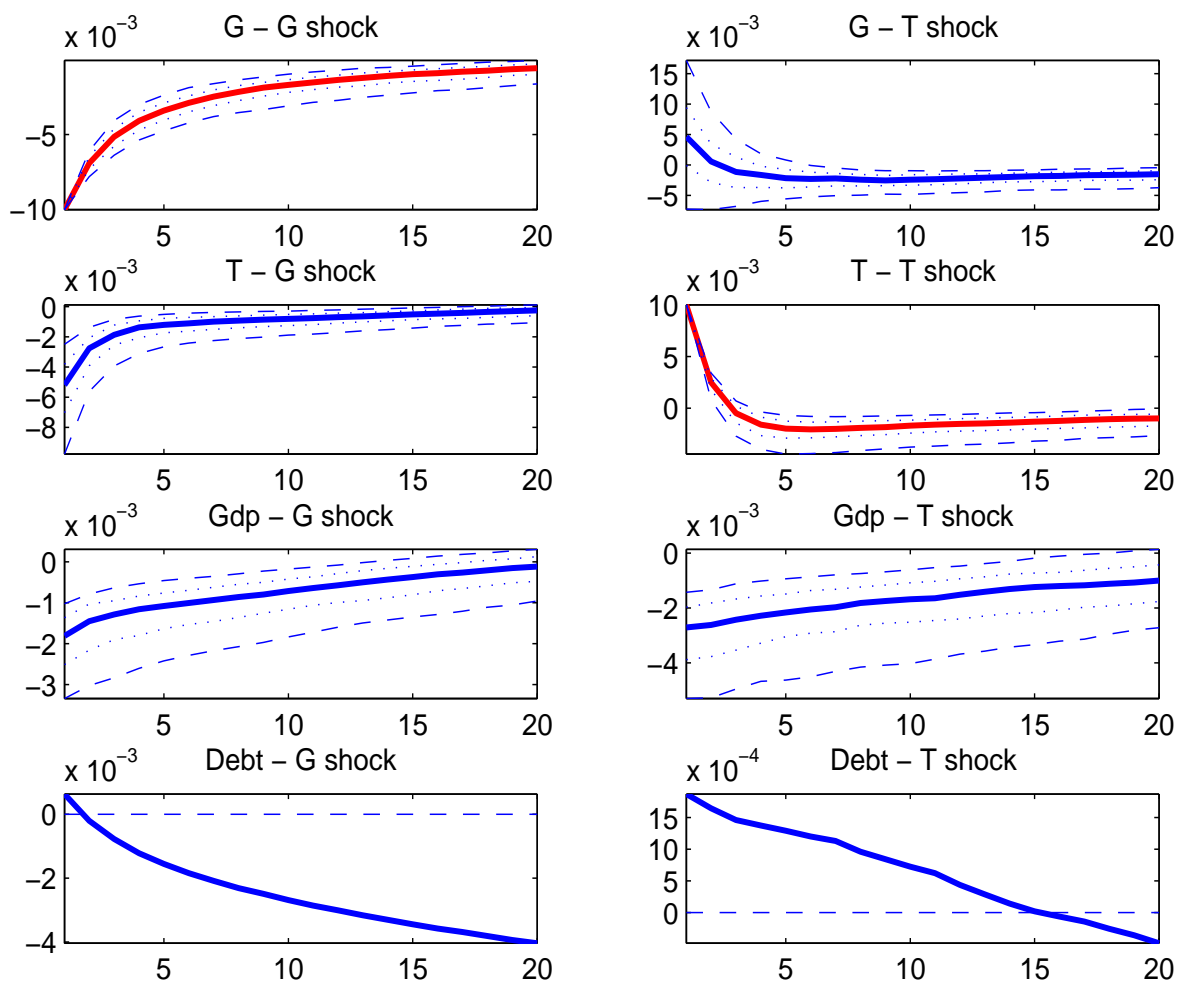 x 10⁻³
G – G shock
−5
−10
5 10 15 20
x 10⁻³
G – T shock
15
10
5
0
−5
5 10 15 20
x 10⁻³
T – G shock
0
−2
−4
−6
−8
5 10 15 20
x 10⁻³
T – T shock
10
5
0
5 10 15 20
x 10⁻³
Gdp – G shock
0
−1
−2
−3
5 10 15 20
x 10⁻³
Gdp – T shock
0
−2
−4
5 10 15 20
x 10⁻³
Debt – G shock
0
−2
−4
5 10 15 20
x 10⁻⁴
Debt – T shock
15
10
0
5 10 15 20